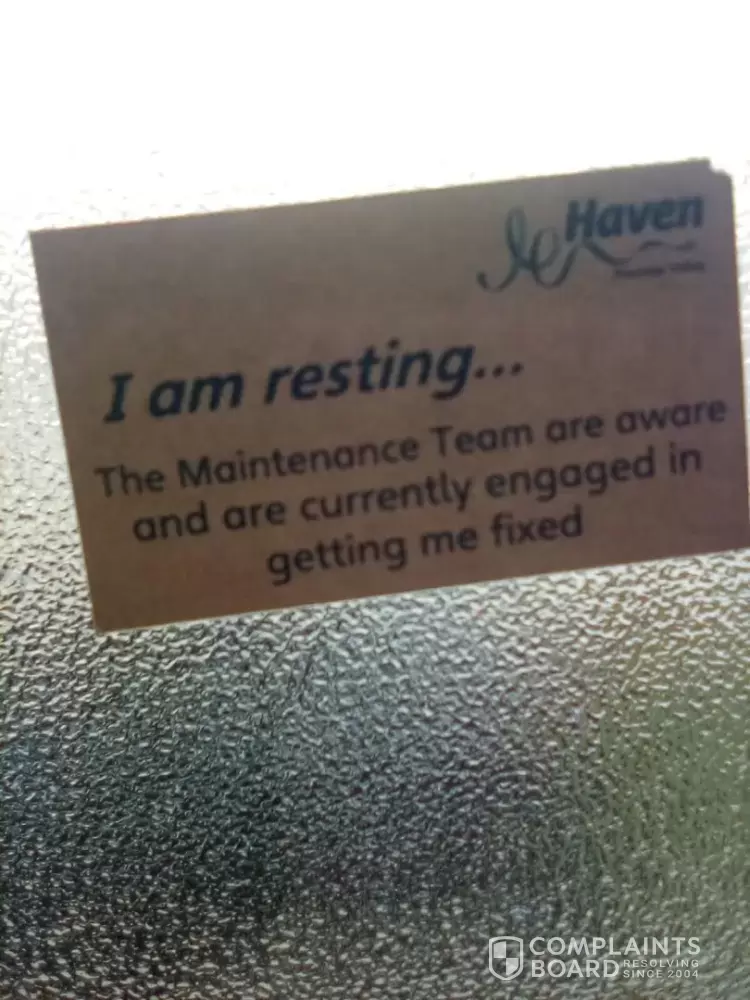 Haven
I am resting...
The Maintenance Team are aware
and are currently engaged in
getting me fixed
COMPLAINTS
BOARD RESOLVING
SINCE 2004